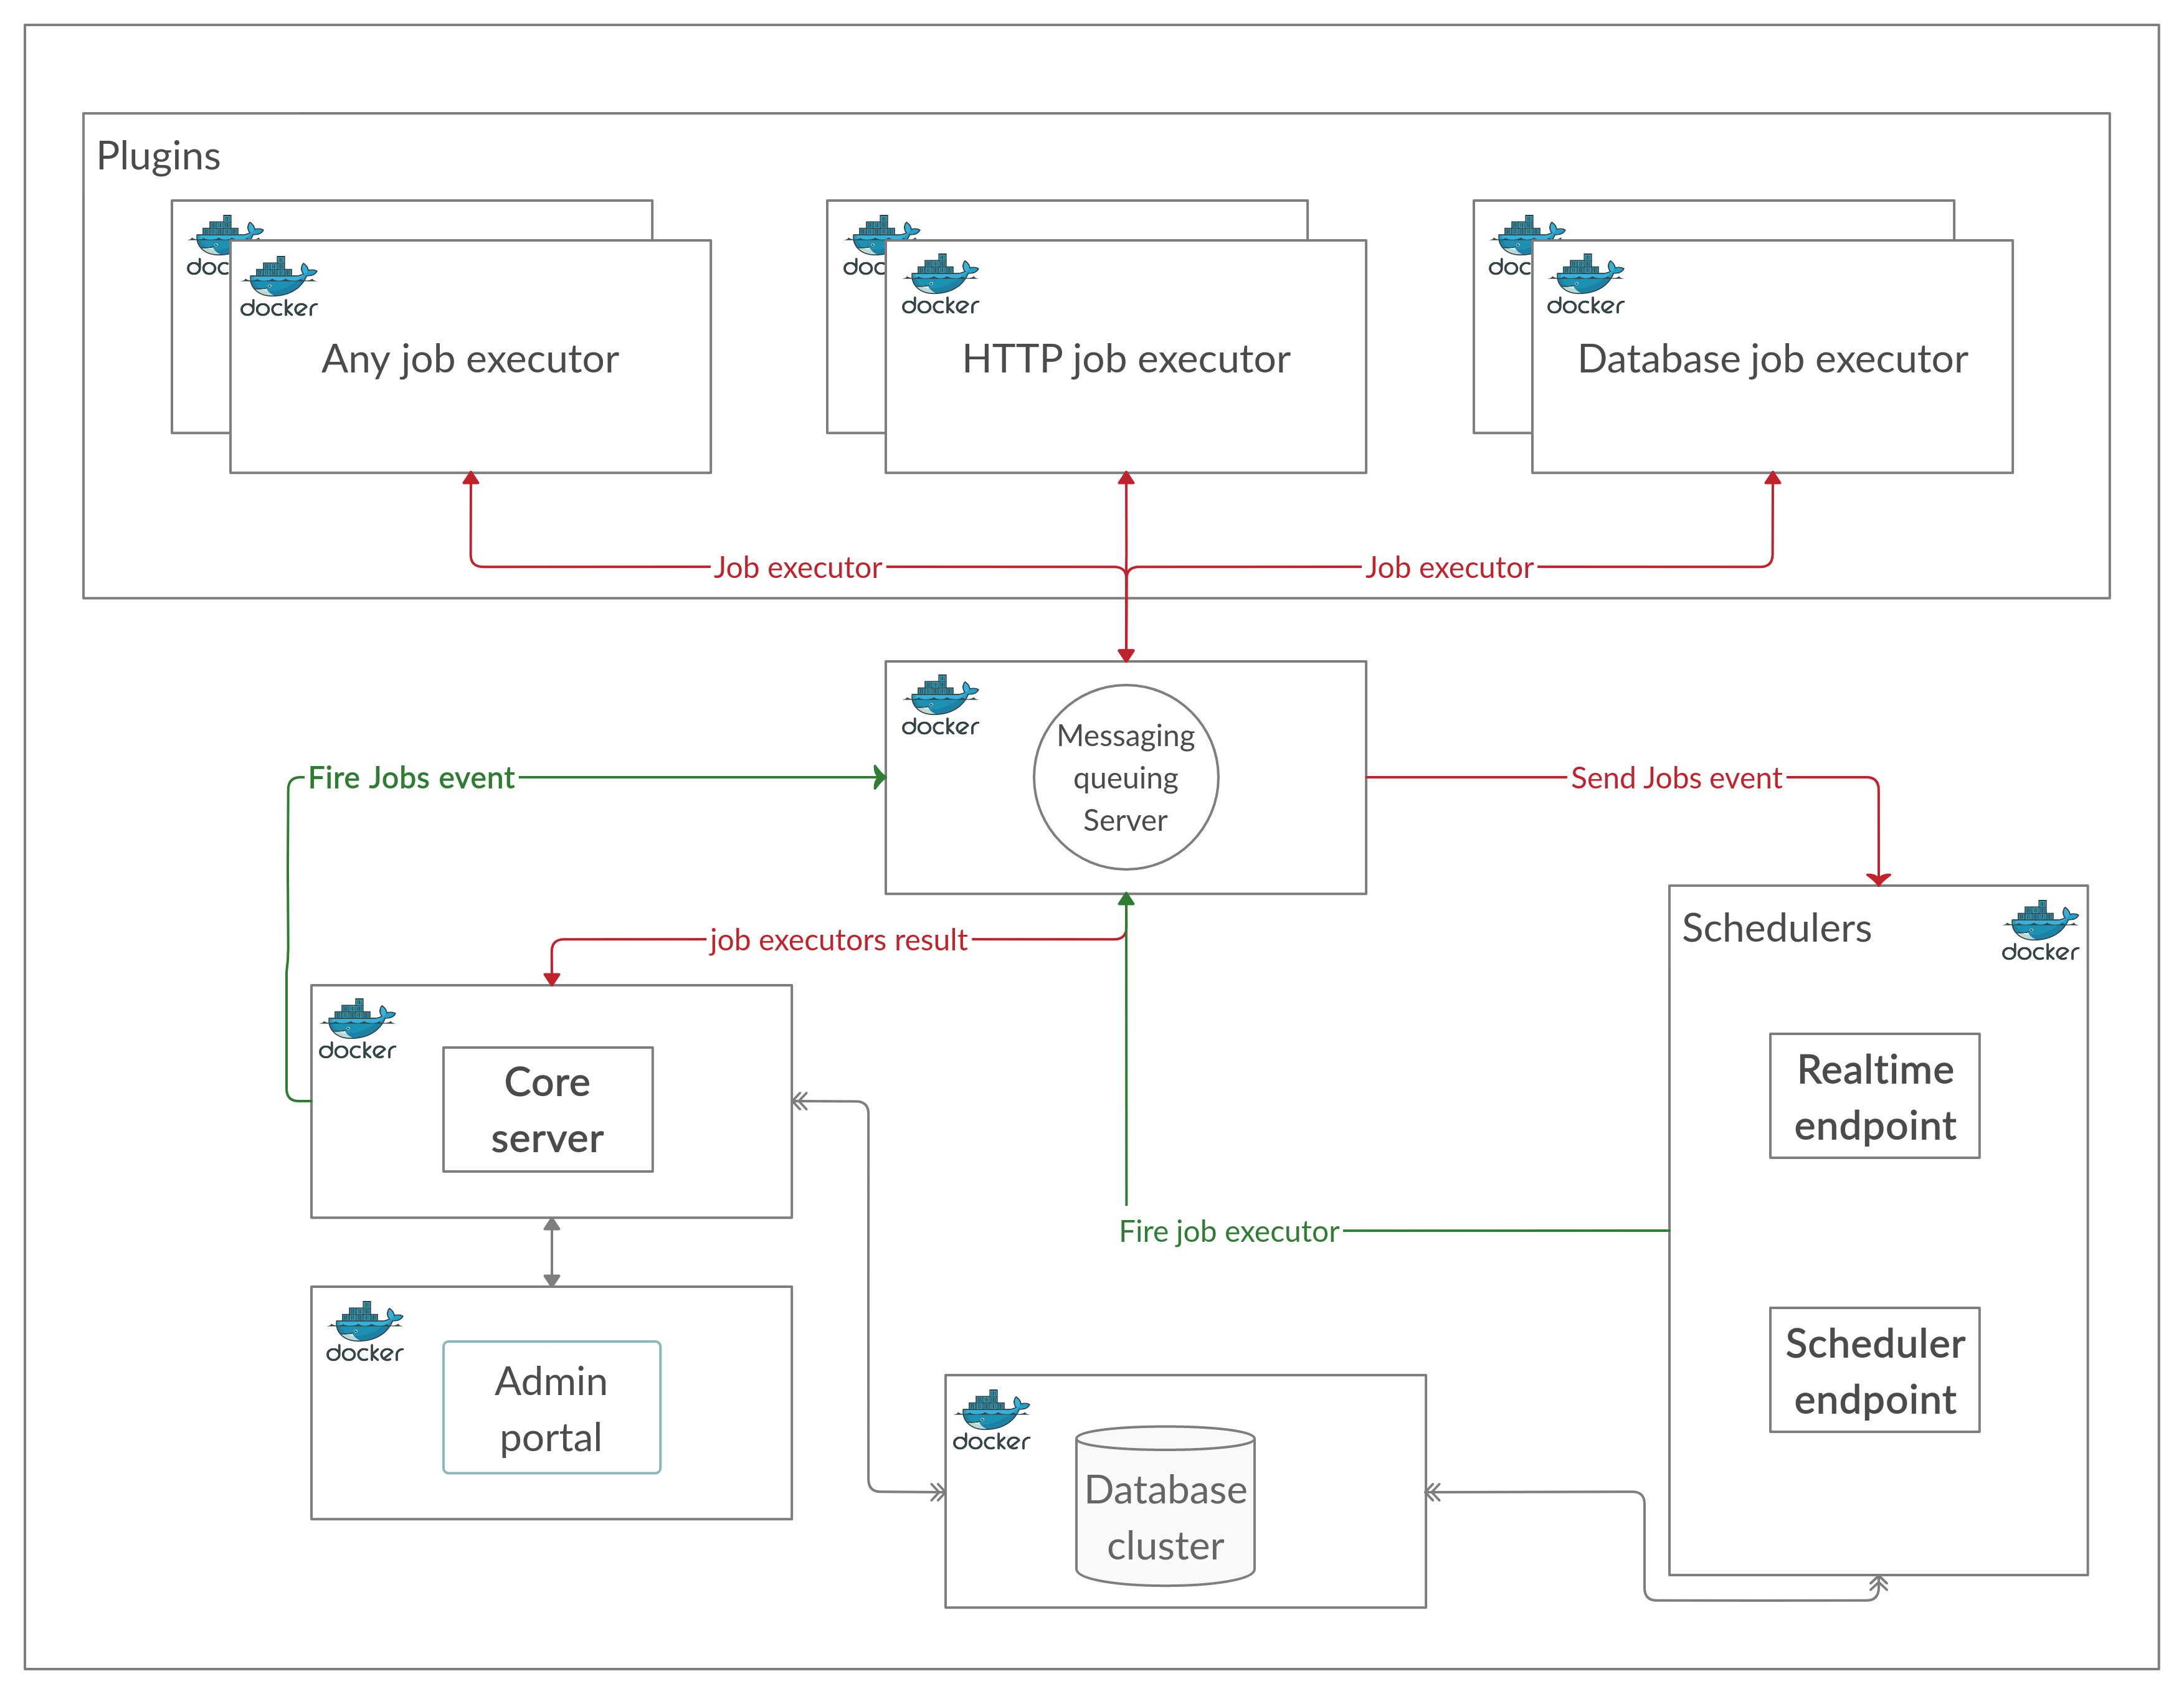 Plugins
doc
docker
Any job executor
doc
docker
HTTP job executor
doc
docker
Database job executor
Job executor
Job executor
docker
Messaging
queuing
Server
Fire Jobs event
Send Jobs event
job executors result
Schedulers
docker
docker
Core
server
Realtime
endpoint
Fire job executor
docker
Admin
portal
Scheduler
endpoint
docker
Database
cluster